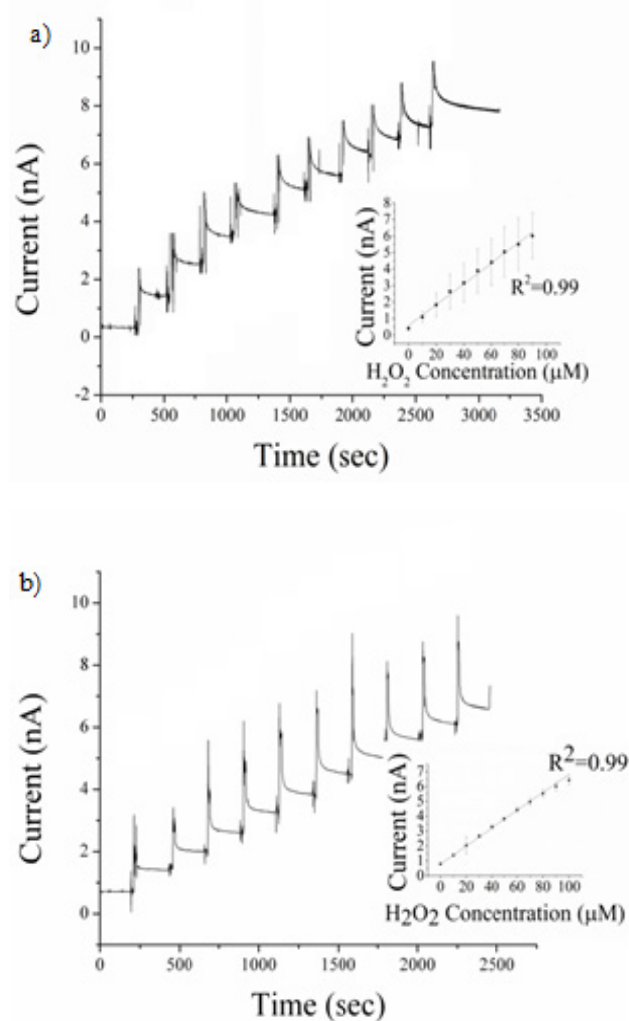 a)
10
8
6
4
2
0
-2
Current (nA)
0 500 1000 1500 2000 2500 3000 3500
Time (sec)
8
7
6
5
4
3
2
1
0
Current (nA)
R²=0.99
0 20 40 60 80 100
H₂O₂ Concentration (μM)
b)
10
8
6
4
2
0
Current (nA)
0 500 1000 1500 2000 2500
Time (sec)
R²=0.99
7
6
5
4
3
2
1
0
Current (nA)
0 20 40 60 80 100
H2O2 Concentration (μM)